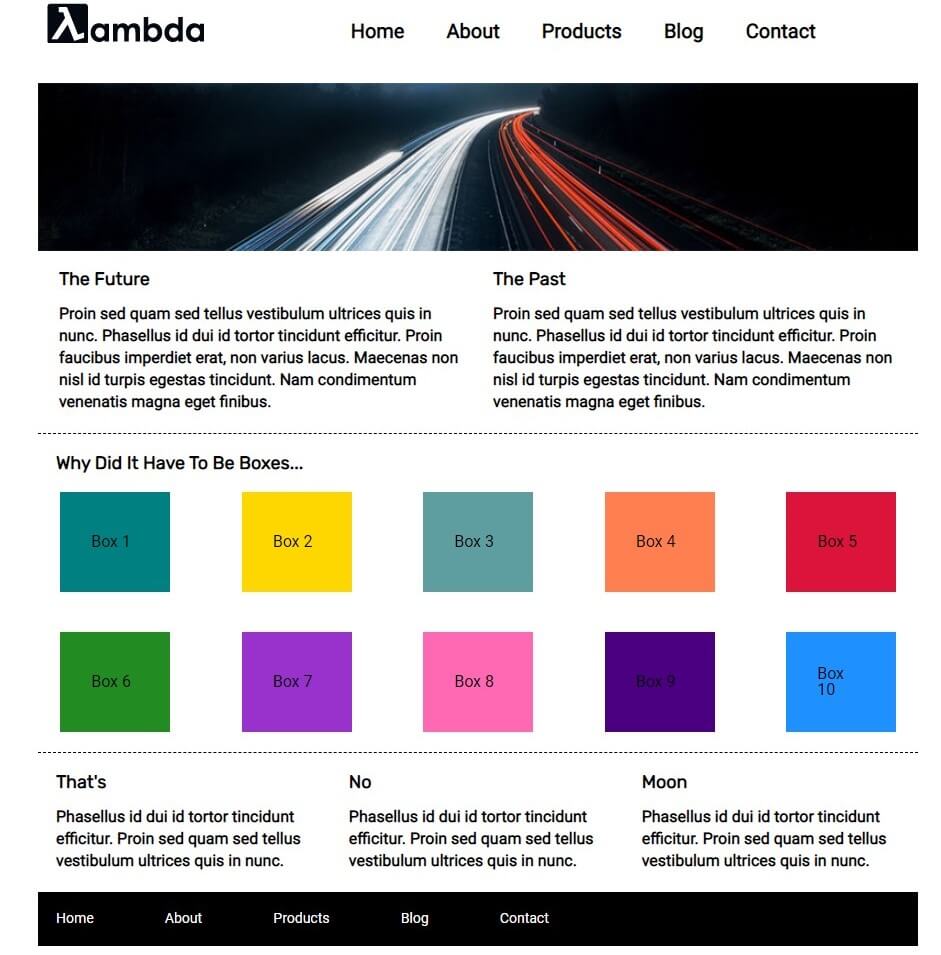 λambda
Home About Products Blog Contact
The Future
Proin sed quam sed tellus vestibulum ultrices quis in
nunc. Phasellus id dui id tortor tincidunt efficitur. Proin
faucibus imperdiet erat, non varius lacus. Maecenas non
nisl id turpis egestas tincidunt. Nam condimentum
venenatis magna eget finibus.
The Past
Proin sed quam sed tellus vestibulum ultrices quis in
nunc. Phasellus id dui id tortor tincidunt efficitur. Proin
faucibus imperdiet erat, non varius lacus. Maecenas non
nisl id turpis egestas tincidunt. Nam condimentum
venenatis magna eget finibus.
Why Did It Have To Be Boxes...
Box 1 Box 2 Box 3 Box 4 Box 5
Box 6 Box 7 Box 8 Box 9 Box
10
That's
Phasellus id dui id tortor tincidunt
efficitur. Proin sed quam sed tellus
vestibulum ultrices quis in nunc.
No
Phasellus id dui id tortor tincidunt
efficitur. Proin sed quam sed tellus
vestibulum ultrices quis in nunc.
Moon
Phasellus id dui id tortor tincidunt
efficitur. Proin sed quam sed tellus
vestibulum ultrices quis in nunc.
Home About Products Blog Contact